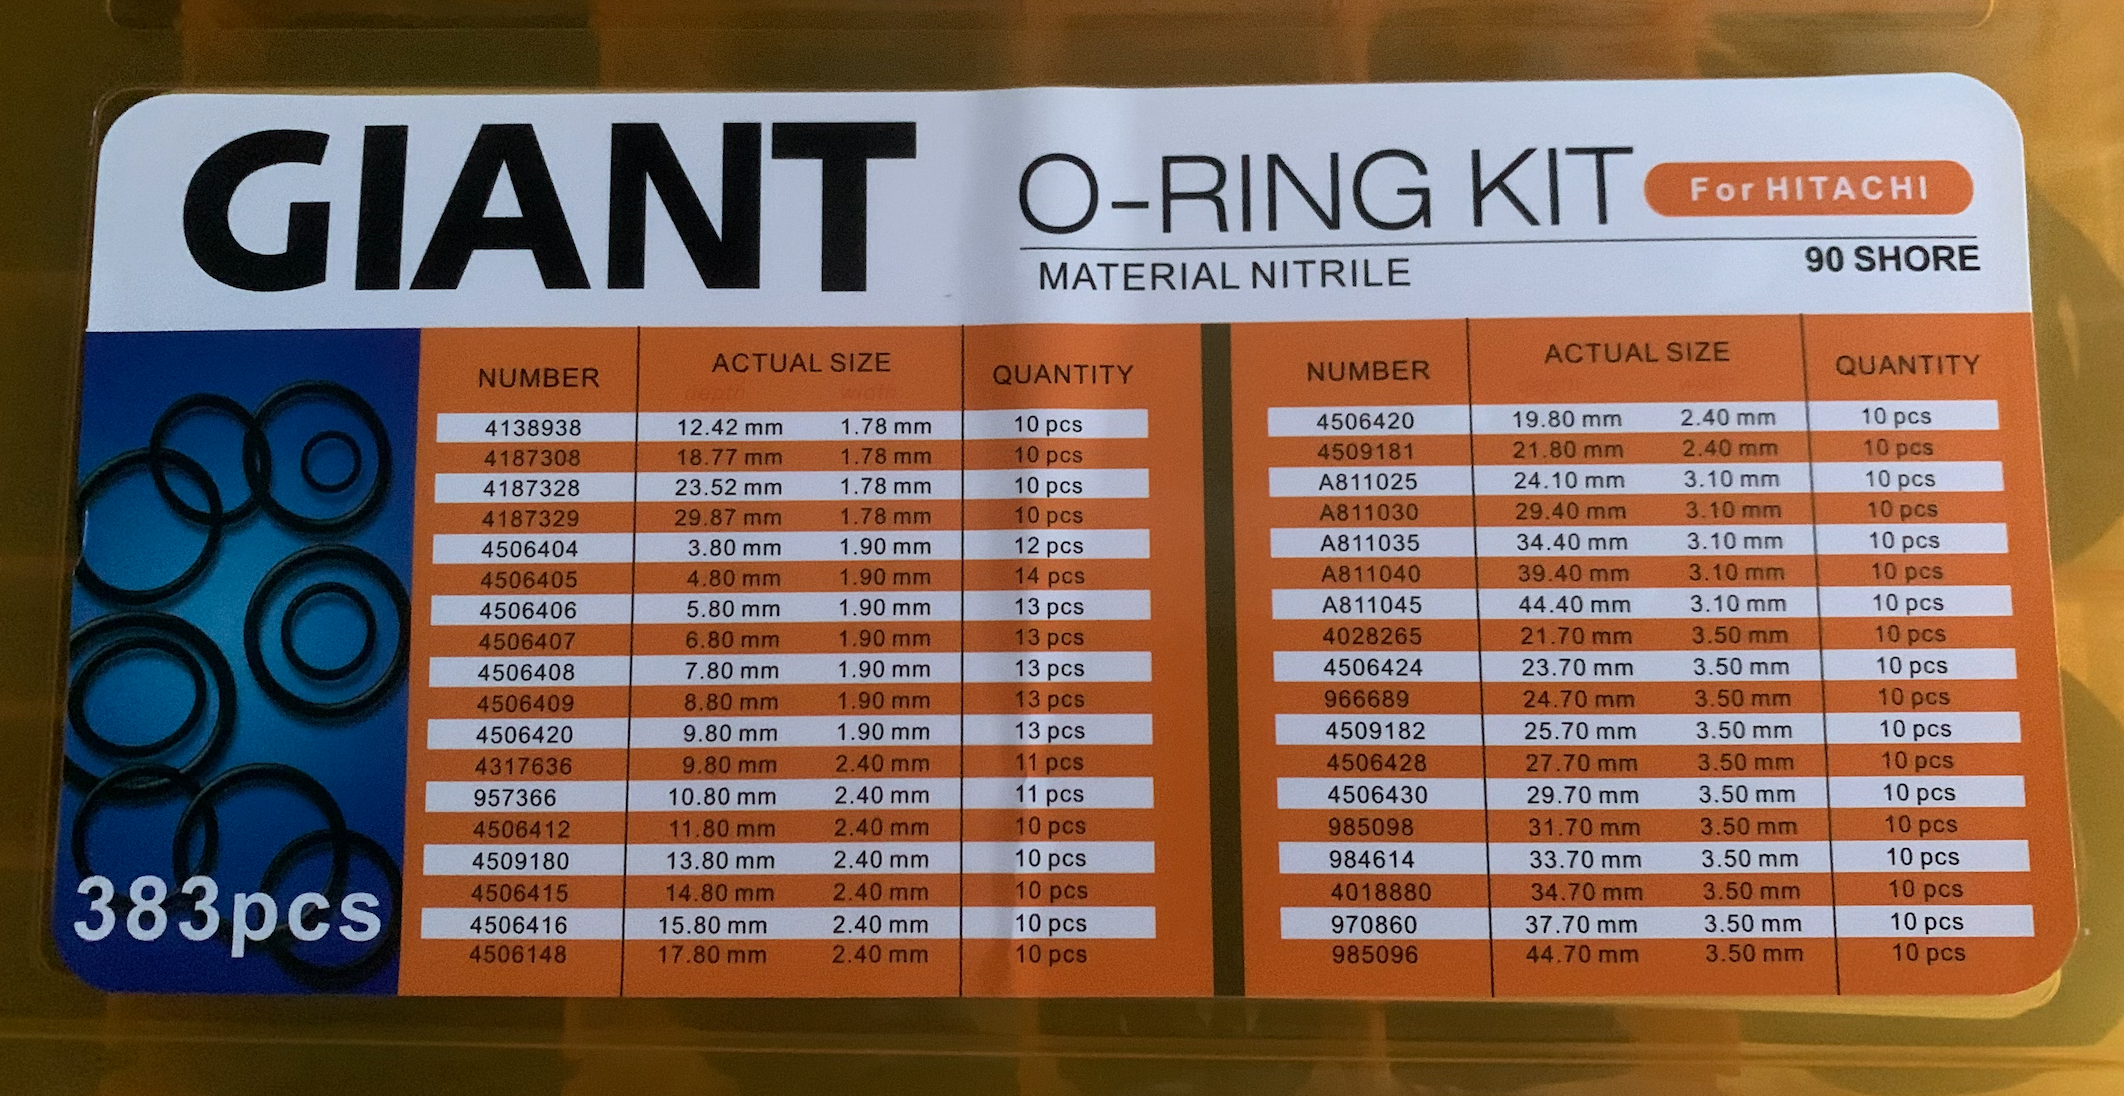 GIANT
O-RING KIT For HITACHI
MATERIAL NITRILE 90 SHORE
NUMBER ACTUAL SIZE QUANTITY
depth width
4138938 12.42 mm 1.78 mm 10 pcs
4187308 18.77 mm 1.78 mm 10 pcs
4187328 23.52 mm 1.78 mm 10 pcs
4187329 29.87 mm 1.78 mm 10 pcs
4506404 3.80 mm 1.90 mm 12 pcs
4506405 4.80 mm 1.90 mm 14 pcs
4506406 5.80 mm 1.90 mm 13 pcs
4506407 6.80 mm 1.90 mm 13 pcs
4506408 7.80 mm 1.90 mm 13 pcs
4506409 8.80 mm 1.90 mm 13 pcs
4506420 9.80 mm 1.90 mm 13 pcs
4317636 9.80 mm 2.40 mm 11 pcs
957366 10.80 mm 2.40 mm 11 pcs
4506412 11.80 mm 2.40 mm 10 pcs
4509180 13.80 mm 2.40 mm 10 pcs
4506415 14.80 mm 2.40 mm 10 pcs
4506416 15.80 mm 2.40 mm 10 pcs
4506148 17.80 mm 2.40 mm 10 pcs
NUMBER ACTUAL SIZE QUANTITY
4506420 19.80 mm 2.40 mm 10 pcs
4509181 21.80 mm 2.40 mm 10 pcs
A811025 24.10 mm 3.10 mm 10 pcs
A811030 29.40 mm 3.10 mm 10 pcs
A811035 34.40 mm 3.10 mm 10 pcs
A811040 39.40 mm 3.10 mm 10 pcs
A811045 44.40 mm 3.10 mm 10 pcs
4028265 21.70 mm 3.50 mm 10 pcs
4506424 23.70 mm 3.50 mm 10 pcs
966689 24.70 mm 3.50 mm 10 pcs
4509182 25.70 mm 3.50 mm 10 pcs
4506428 27.70 mm 3.50 mm 10 pcs
4506430 29.70 mm 3.50 mm 10 pcs
985098 31.70 mm 3.50 mm 10 pcs
984614 33.70 mm 3.50 mm 10 pcs
4018880 34.70 mm 3.50 mm 10 pcs
970860 37.70 mm 3.50 mm 10 pcs
985096 44.70 mm 3.50 mm 10 pcs
383pcs